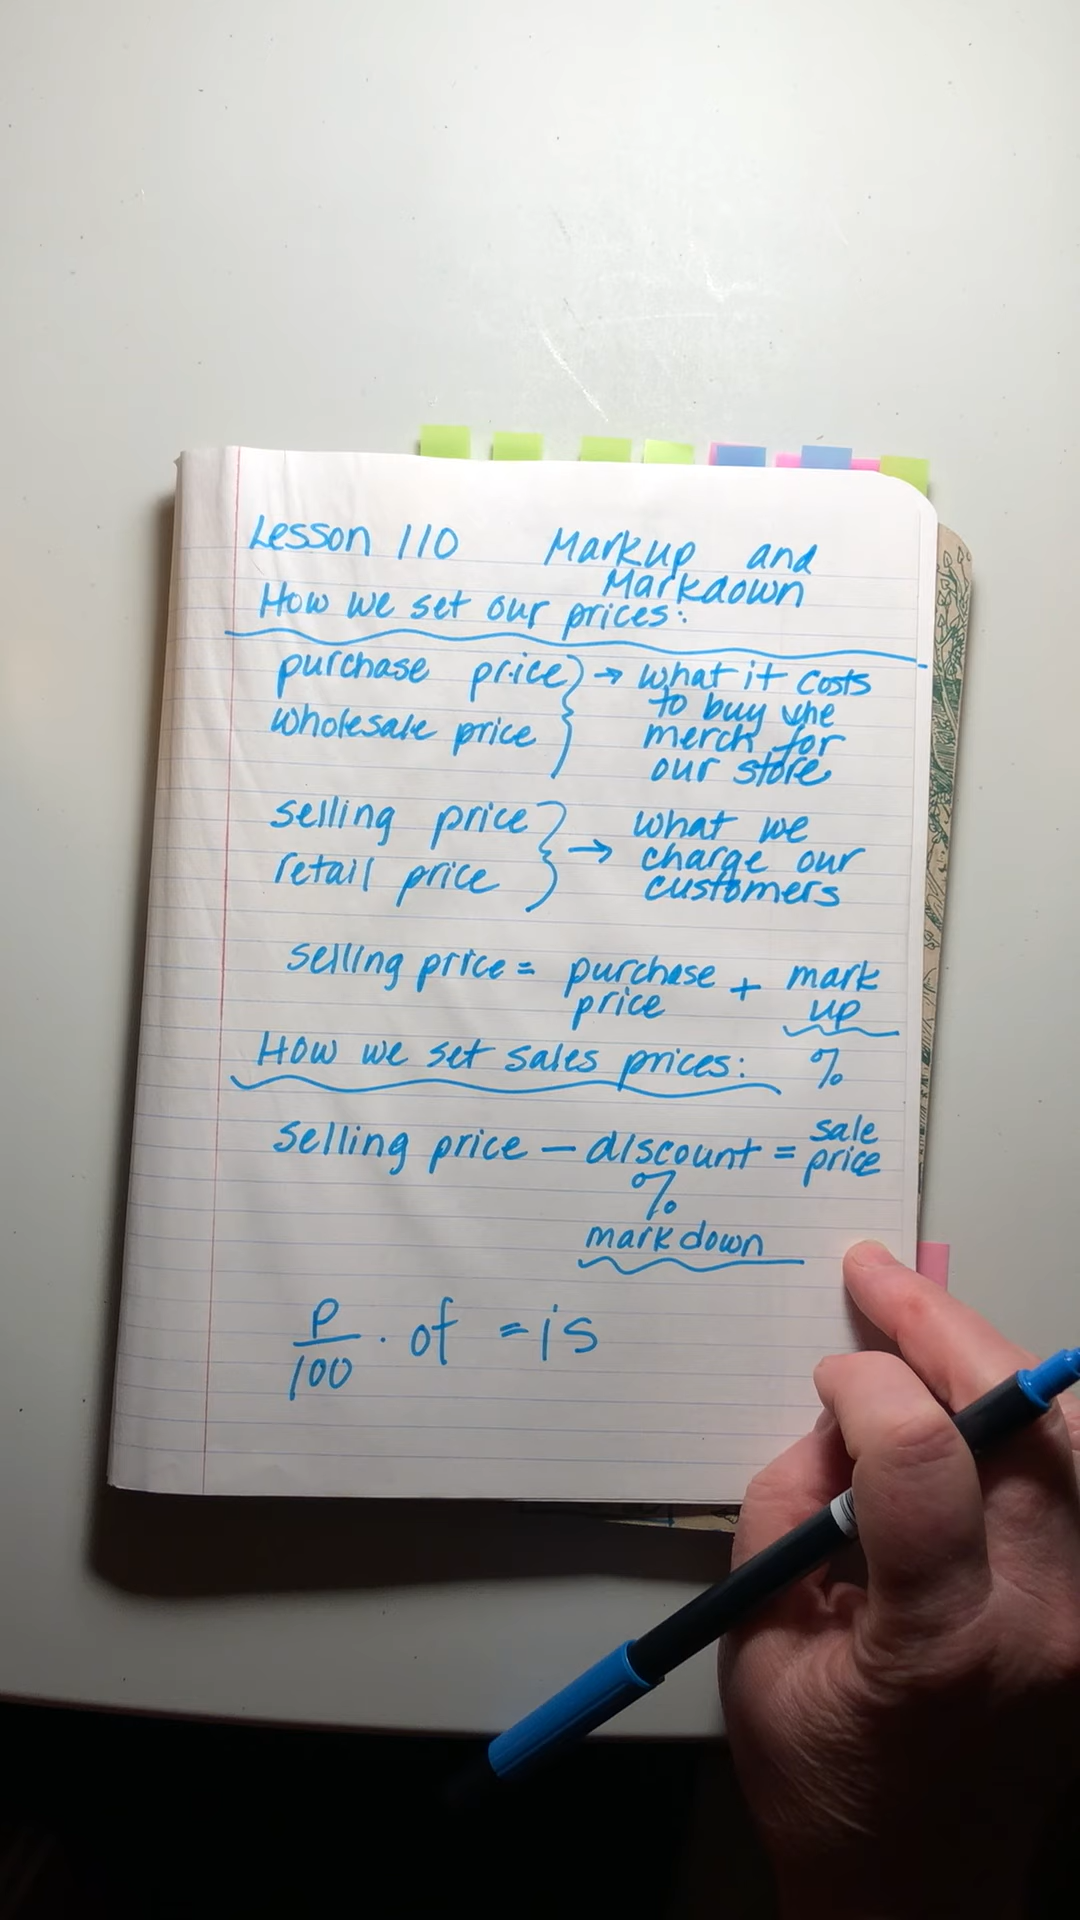 Lesson 110 Markup and
Markdown
How we set our prices:
purchase price } → what it costs
to buy the
wholesale price merch for
our store
selling price } → what we
charge our
retail price customers
selling price = purchase + mark
price up
How we set sales prices: %
selling price - discount = sale
price
%
markdown
P/100 · of = is